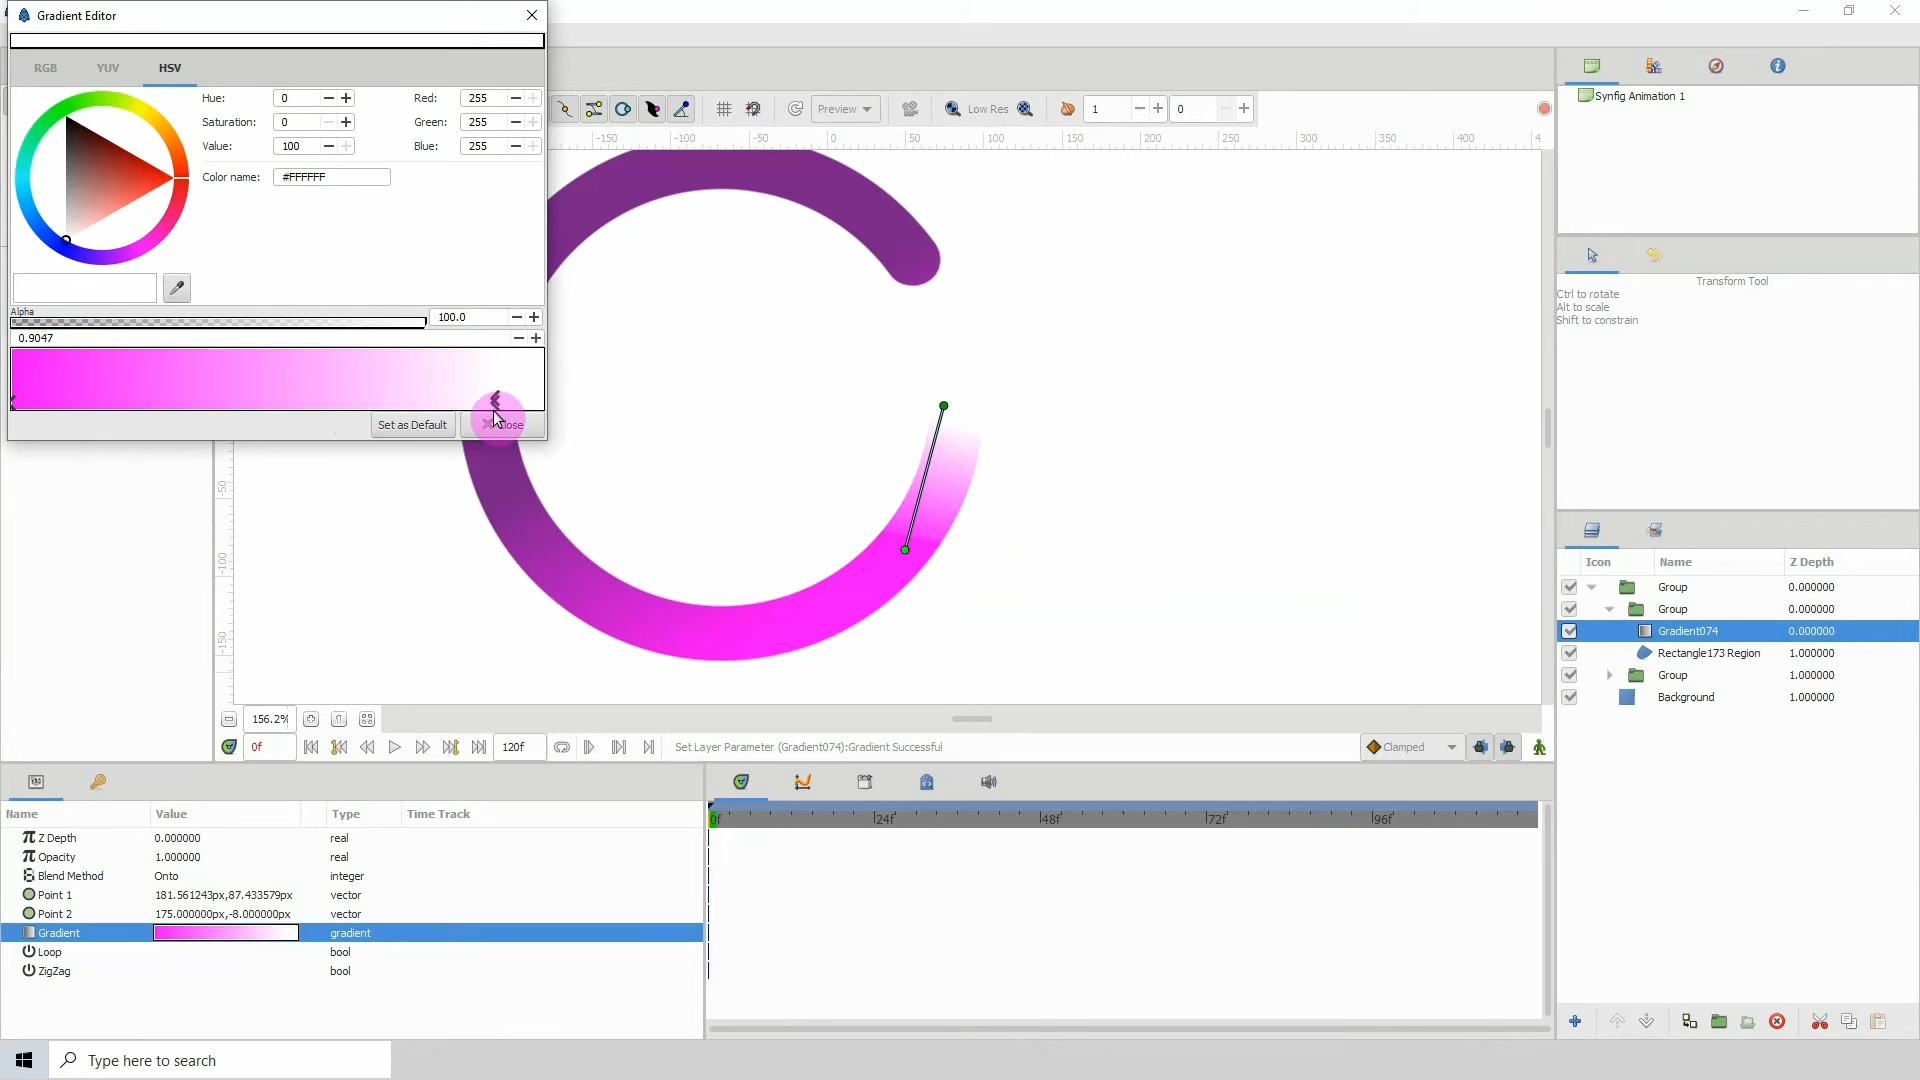 Gradient Editor
RGB YUV HSV
Hue: 0 Red: 255
Saturation: 0 Green: 255
Value: 100 Blue: 255
Color name: #FFFFFF
Alpha
100.0
0.9047
Set as Default
Preview
Low Res
1
0
-150 -100 -50 0 50 100 150 200 250 300 350 400 4
-50
-100
-150
156.2%
0f
120f
Set Layer Parameter (Gradient074):Gradient Successful
Clamped
Synfig Animation 1
Transform Tool
Ctrl to rotate
Alt to scale
Shift to constrain
Icon Name Z Depth
Group 0.000000
Group 0.000000
Gradient074 0.000000
Rectangle173 Region 1.000000
Group 1.000000
Background 1.000000
Name Value Type Time Track
Z Depth 0.000000 real
Opacity 1.000000 real
Blend Method Onto integer
Point 1 181.561243px,87.433579px vector
Point 2 175.000000px,-8.000000px vector
Gradient gradient
Loop bool
ZigZag bool
0f 24f 48f 72f 96f
Type here to search